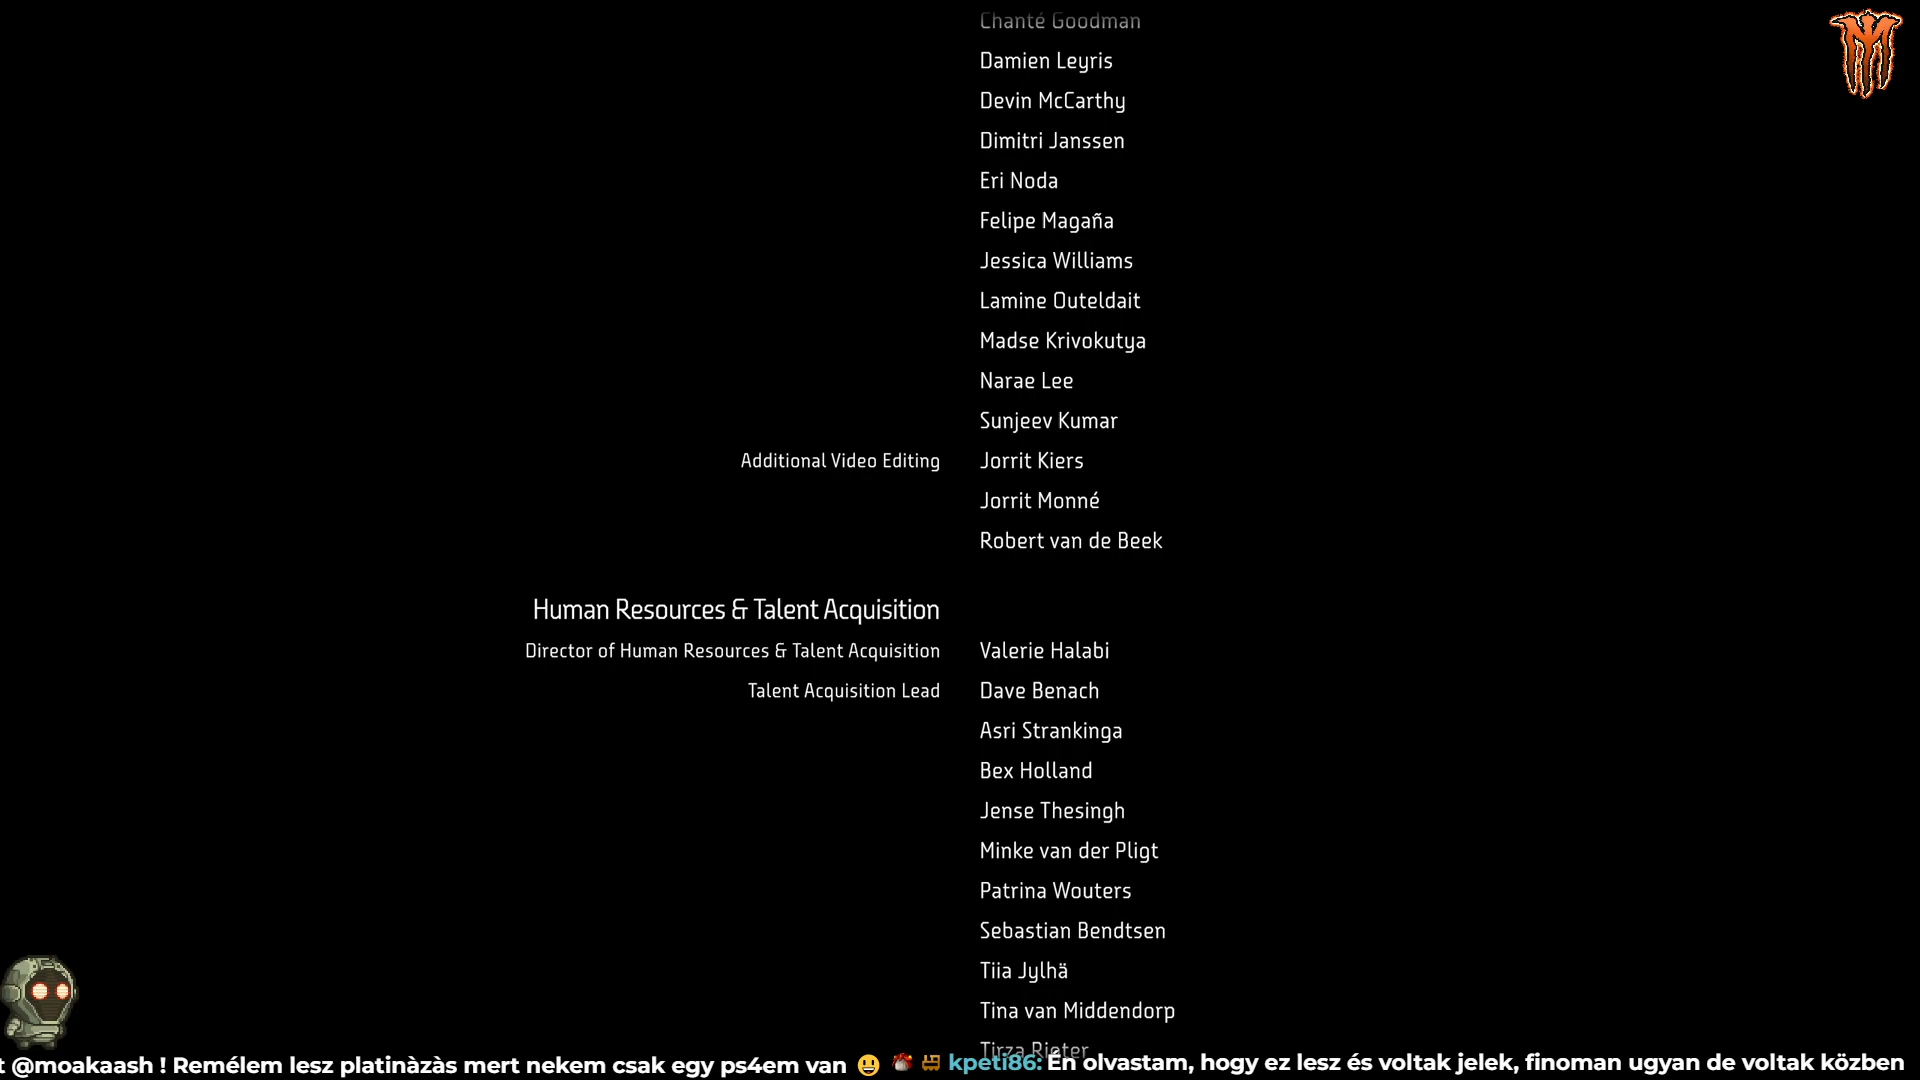 Chanté Goodman
Damien Leyris
Devin McCarthy
Dimitri Janssen
Eri Noda
Felipe Magaña
Jessica Williams
Lamine Outeldait
Madse Krivokutya
Narae Lee
Sunjeev Kumar
Additional Video Editing Jorrit Kiers
Jorrit Monné
Robert van de Beek
Human Resources & Talent Acquisition
Director of Human Resources & Talent Acquisition Valerie Halabi
Talent Acquisition Lead Dave Benach
Asri Strankinga
Bex Holland
Jense Thesingh
Minke van der Pligt
Patrina Wouters
Sebastian Bendtsen
Tiia Jylhä
Tina van Middendorp
Tirza Rieter
t @moakaash ! Remélem lesz platinàzàs mert nekem csak egy ps4em van 😃 kpeti86: Én olvastam, hogy ez lesz és voltak jelek, finoman ugyan de voltak közben